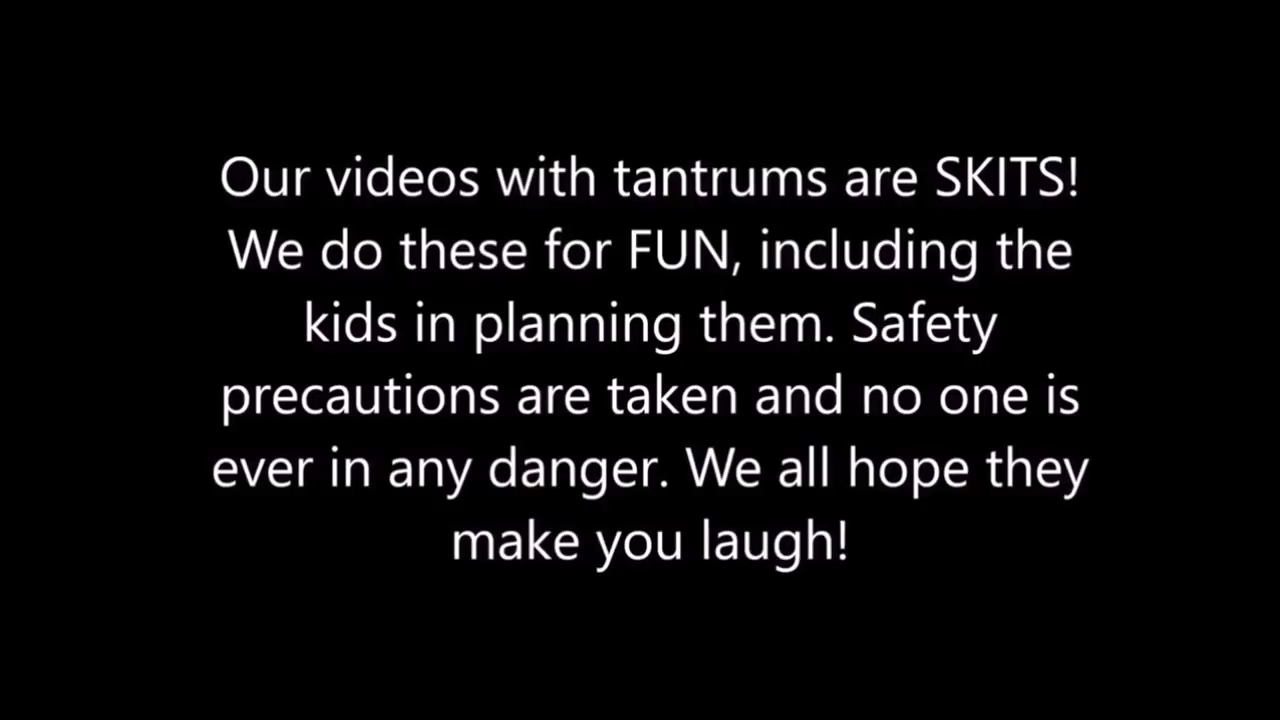 Our videos with tantrums are SKITS!
We do these for FUN, including the
kids in planning them. Safety
precautions are taken and no one is
ever in any danger. We all hope they
make you laugh!